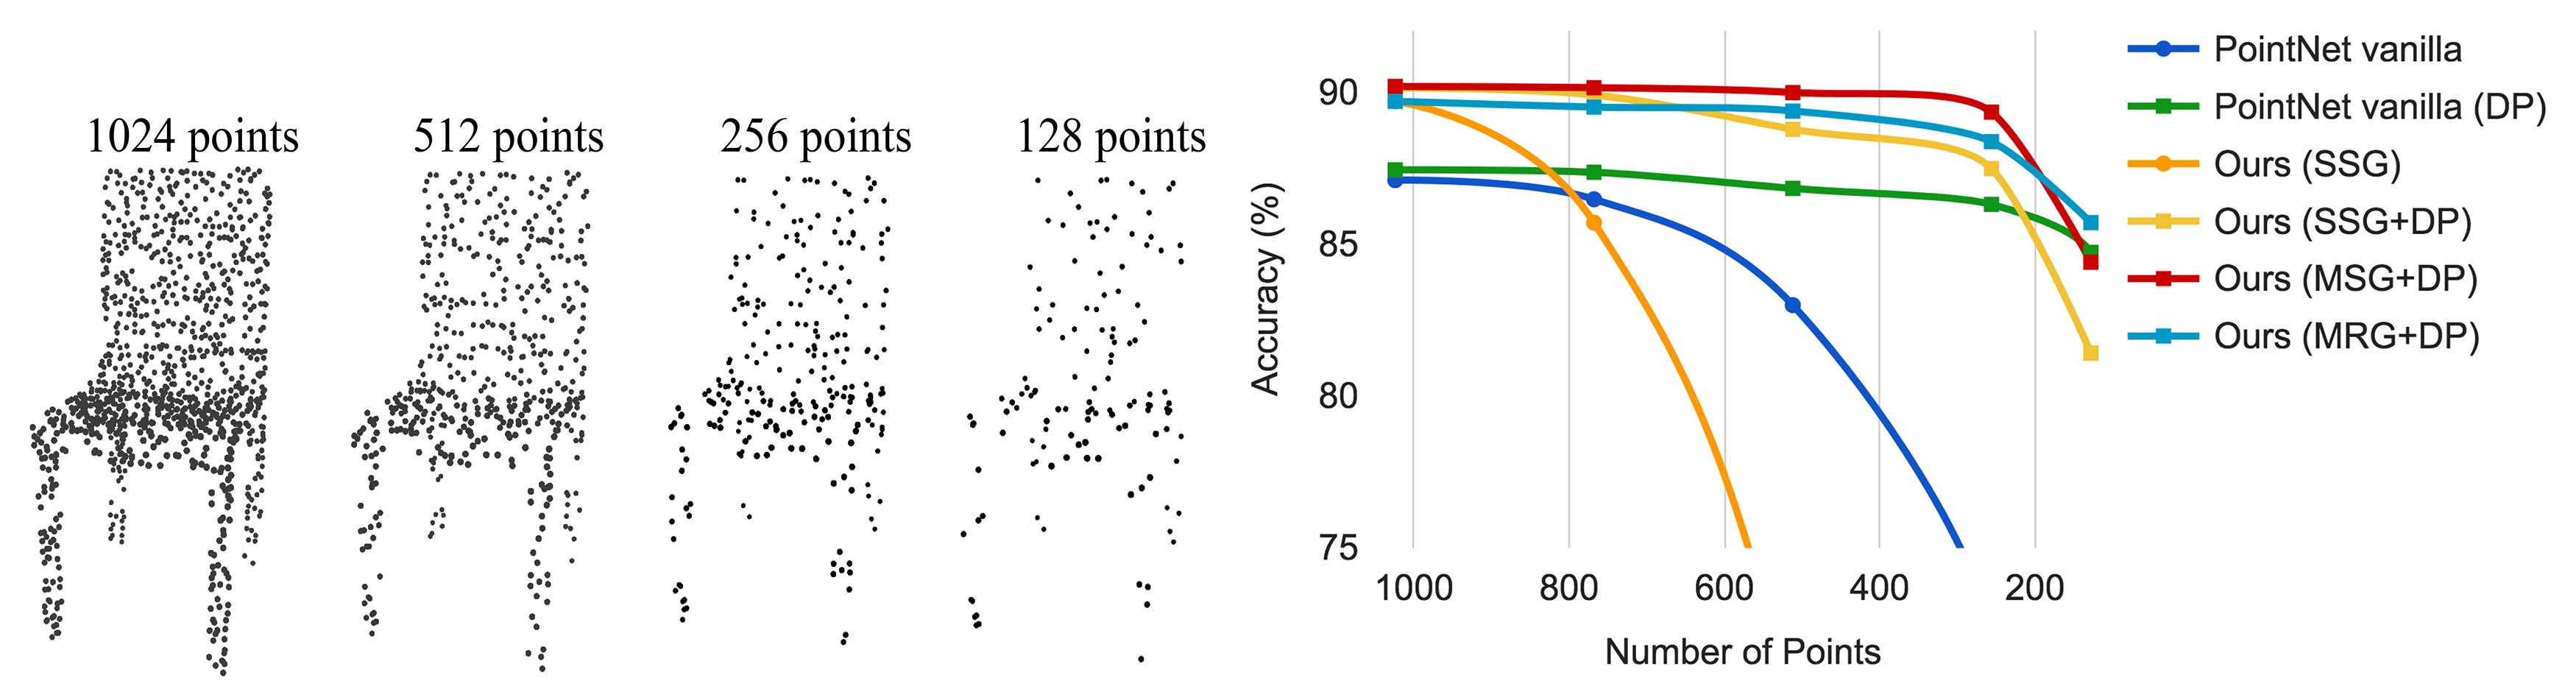 1024 points
512 points
256 points
128 points
Accuracy (%)
90
85
80
75
1000
800
600
400
200
Number of Points
PointNet vanilla
PointNet vanilla (DP)
Ours (SSG)
Ours (SSG+DP)
Ours (MSG+DP)
Ours (MRG+DP)